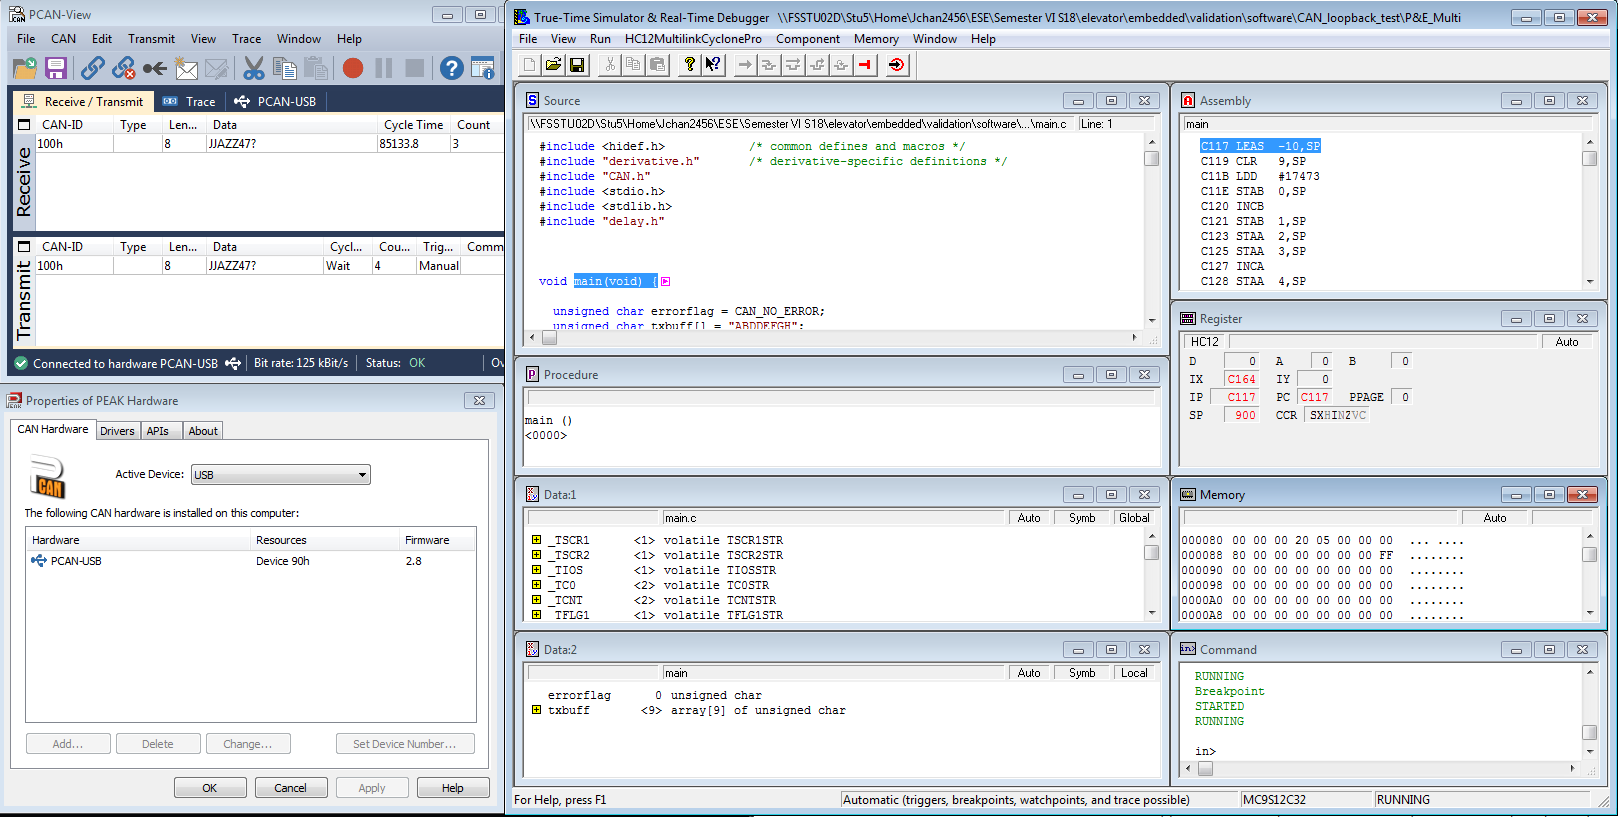 PCAN-View
File CAN Edit Transmit View Trace Window Help
Receive / Transmit Trace PCAN-USB
CAN-ID Type Len... Data Cycle Time Count
100h 8 JJAZZ47? 85133.8 3
Receive
CAN-ID Type Len... Data Cycl... Cou... Trig... Comm
100h 8 JJAZZ47? Wait 4 Manual
Transmit
Connected to hardware PCAN-USB Bit rate: 125 kBit/s Status: OK Ov
Properties of PEAK Hardware
CAN Hardware Drivers APIs About
CAN
Active Device: USB
The following CAN hardware is installed on this computer:
Hardware Resources Firmware
PCAN-USB Device 90h 2.8
Add... Delete Change... Set Device Number...
OK Cancel Apply Help
True-Time Simulator & Real-Time Debugger \\FSSTU02D\Stu5\Home\Jchan2456\ESE\Semester VI S18\elevator\embedded\validation\software\CAN_loopback_test\P&E_Multi
File View Run HC12MultilinkCyclonePro Component Memory Window Help
Source
\\FSSTU02D\Stu5\Home\Jchan2456\ESE\Semester VI S18\elevator\embedded\validation\software\...\main.c Line: 1
#include <hidef.h> /* common defines and macros */
#include "derivative.h" /* derivative-specific definitions */
#include "CAN.h"
#include <stdio.h>
#include <stdlib.h>
#include "delay.h"
void main(void) {
unsigned char errorflag = CAN_NO_ERROR;
unsigned char txbuff[] = "ABDDEFGH";
Procedure
main ()
<0000>
Data:1
main.c Auto Symb Global
_TSCR1 <1> volatile TSCR1STR
_TSCR2 <1> volatile TSCR2STR
_TIOS <1> volatile TIOSSTR
_TC0 <2> volatile TC0STR
_TCNT <2> volatile TCNTSTR
_TFLG1 <1> volatile TFLG1STR
Data:2
main Auto Symb Local
errorflag 0 unsigned char
txbuff <9> array[9] of unsigned char
Assembly
main
C117 LEAS -10,SP
C119 CLR 9,SP
C11B LDD #17473
C11E STAB 0,SP
C120 INCB
C121 STAB 1,SP
C123 STAA 2,SP
C125 STAA 3,SP
C127 INCA
C128 STAA 4,SP
Register
HC12 Auto
D 0 A 0 B 0
IX C164 IY 0
IP C117 PC C117 PPAGE 0
SP 900 CCR SXHINZVC
Memory
Auto
000080 00 00 00 20 05 00 00 00 ... ....
000088 80 00 00 00 00 00 00 FF ........
000090 00 00 00 00 00 00 00 00 ........
000098 00 00 00 00 00 00 00 00 ........
0000A0 00 00 00 00 00 00 00 00 ........
0000A8 00 00 00 00 00 00 00 00 ........
Command
RUNNING
Breakpoint
STARTED
RUNNING
in>
For Help, press F1 Automatic (triggers, breakpoints, watchpoints, and trace possible) MC9S12C32 RUNNING